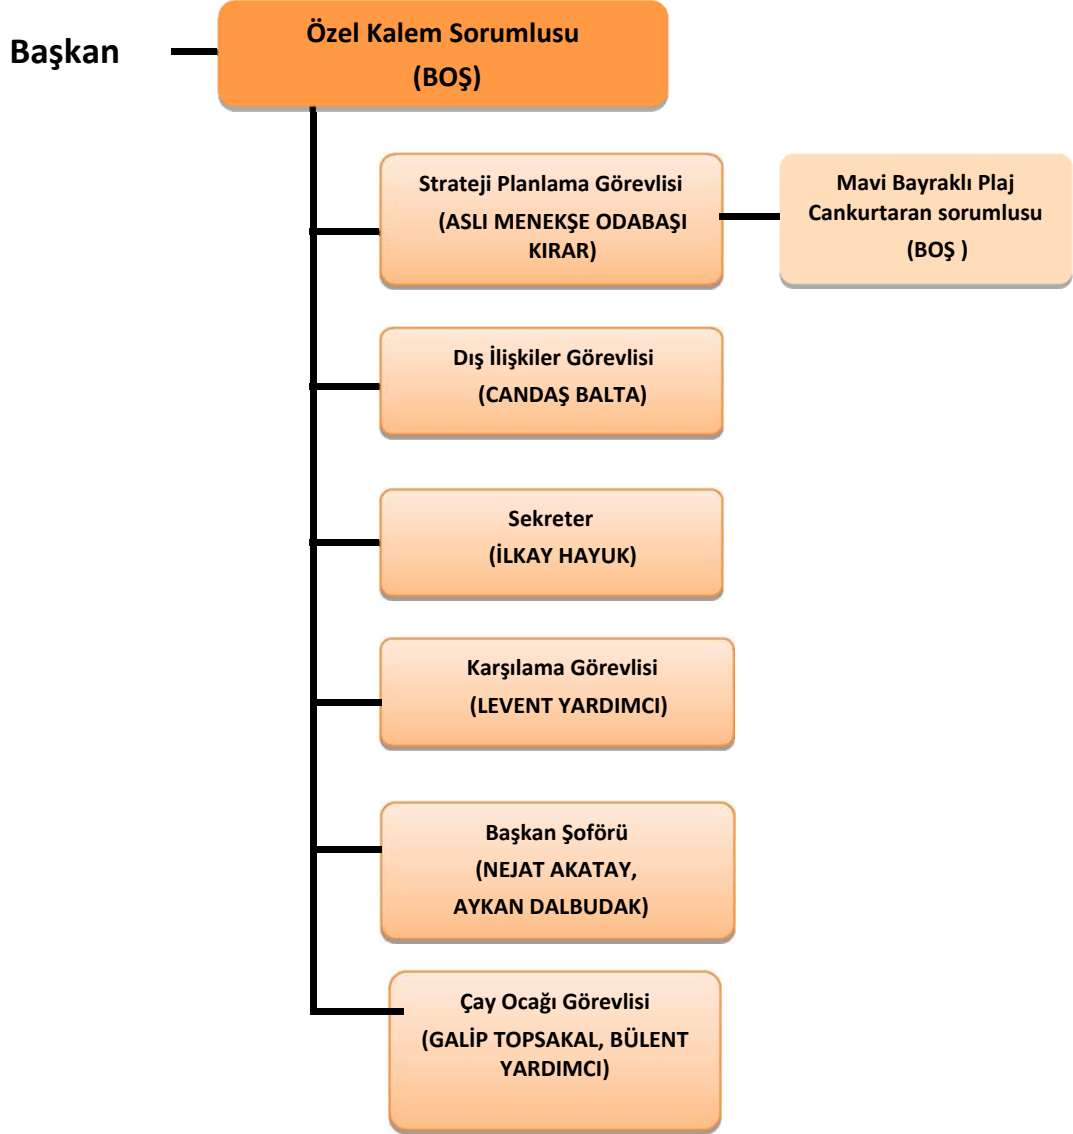 Başkan
Özel Kalem Sorumlusu
(BOŞ)
Strateji Planlama Görevlisi
(ASLI MENEKŞE ODABAŞI
KIRAR)
Mavi Bayraklı Plaj
Cankurtaran sorumlusu
(BOŞ )
Dış İlişkiler Görevlisi
(CANDAŞ BALTA)
Sekreter
(İLKAY HAYUK)
Karşılama Görevlisi
(LEVENT YARDIMCI)
Başkan Şoförü
(NEJAT AKATAY,
AYKAN DALBUDAK)
Çay Ocağı Görevlisi
(GALİP TOPSAKAL, BÜLENT
YARDIMCI)